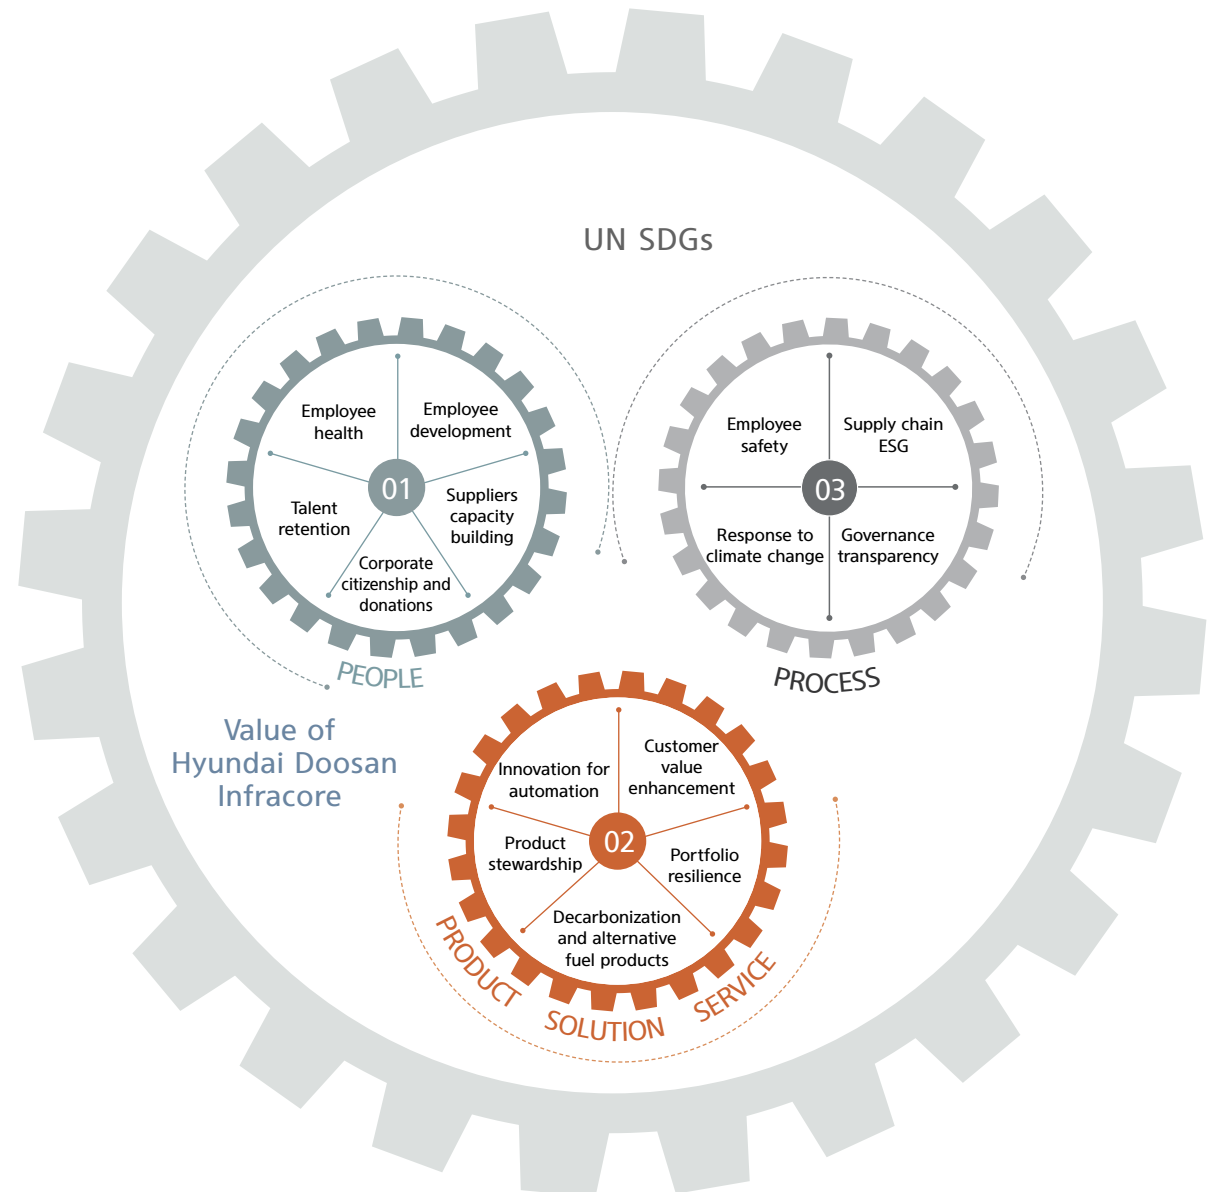 UN SDGs
Employee
health
Employee
development
Talent
retention
01
Suppliers
capacity
building
Corporate
citizenship and
donations
PEOPLE
Employee
safety
Supply chain
ESG
03
Response to
climate change
Governance
transparency
PROCESS
Value of
Hyundai Doosan
Infracore
Innovation for
automation
Customer
value
enhancement
Product
stewardship
02
Portfolio
resilience
Decarbonization
and alternative
fuel products
PRODUCT
SOLUTION
SERVICE